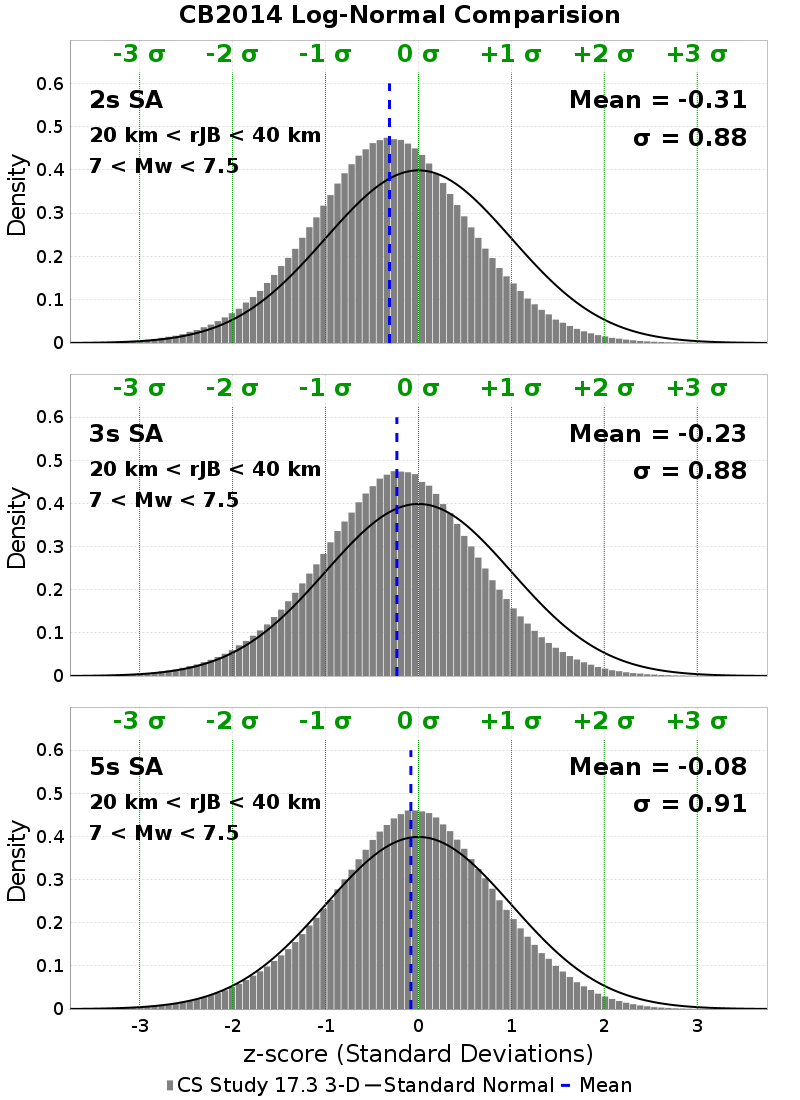 CB2014 Log-Normal Comparision
-3 σ -2 σ -1 σ 0 σ +1 σ +2 σ +3 σ
0.6
2s SA Mean = -0.31
0.5
20 km < rJB < 40 km σ = 0.88
7 < Mw < 7.5
0.4
0.3
0.2
0.1
0
Density
-3 σ -2 σ -1 σ 0 σ +1 σ +2 σ +3 σ
0.6
3s SA Mean = -0.23
0.5
20 km < rJB < 40 km σ = 0.88
7 < Mw < 7.5
0.4
0.3
0.2
0.1
0
Density
-3 σ -2 σ -1 σ 0 σ +1 σ +2 σ +3 σ
0.6
5s SA Mean = -0.08
0.5
20 km < rJB < 40 km σ = 0.91
7 < Mw < 7.5
0.4
0.3
0.2
0.1
0
Density
-3 -2 -1 0 1 2 3
z-score (Standard Deviations)
CS Study 17.3 3-D Standard Normal Mean